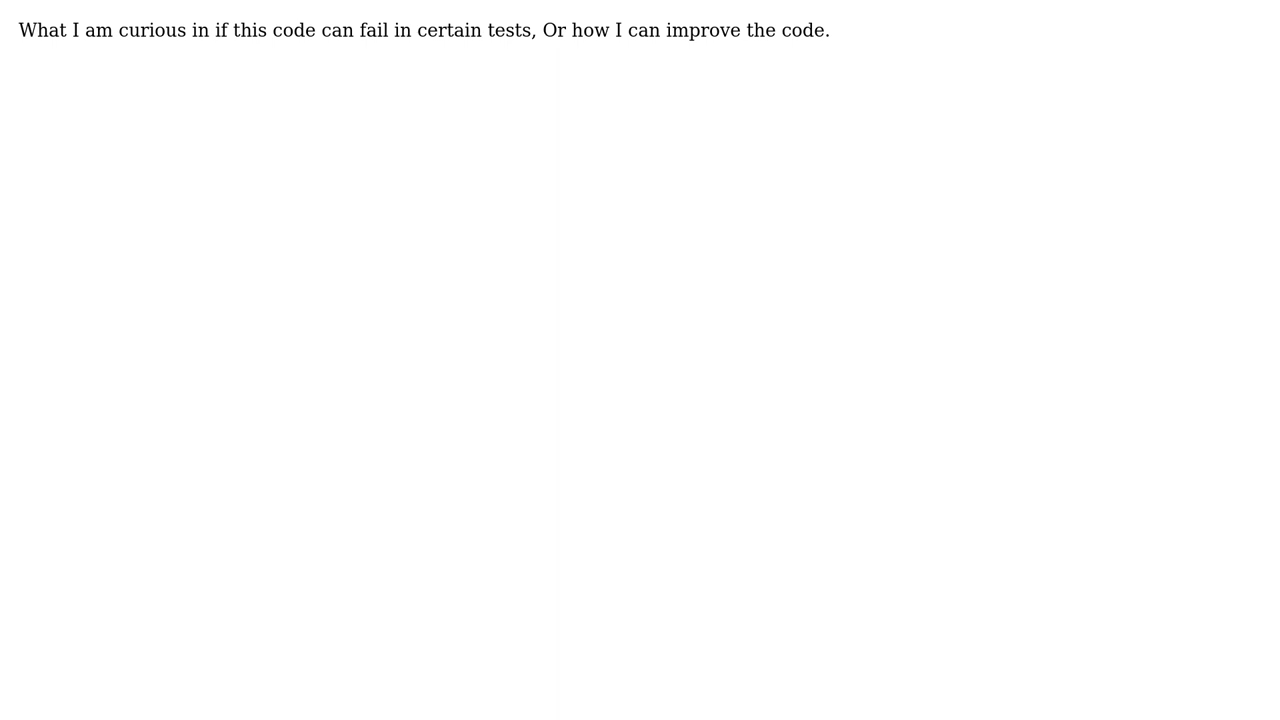 What I am curious in if this code can fail in certain tests, Or how I can improve the code.